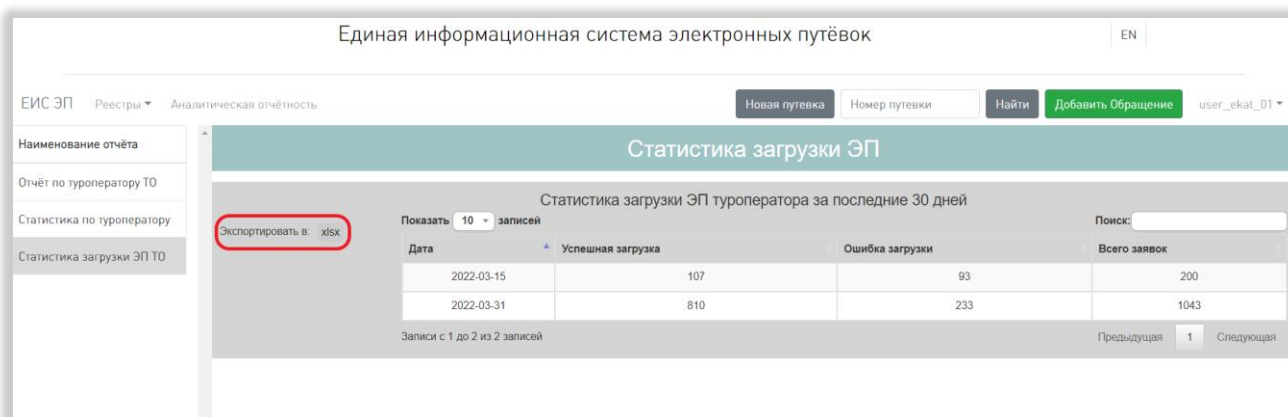 Единая информационная система электронных путёвок
EN
ЕИС ЭП Реестры Аналитическая отчётность Новая путевка Номер путевки Найти Добавить Обращение user_ekat_01
Наименование отчёта
Статистика загрузки ЭП
Отчёт по туроператору ТО
Статистика по туроператору
Статистика загрузки ЭП ТО
Статистика загрузки ЭП туроператора за последние 30 дней
Экспортировать в: xlsx
Показать 10 записей
Поиск:
Дата Успешная загрузка Ошибка загрузки Всего заявок
2022-03-15 107 93 200
2022-03-31 810 233 1043
Записи с 1 до 2 из 2 записей
Предыдущая 1 Следующая